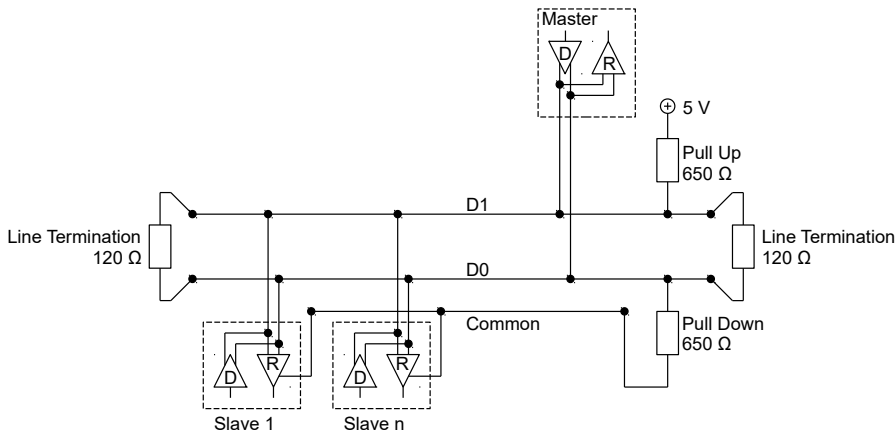 Master
D
R
5 V
Pull Up
650 Ω
D1
Line Termination
120 Ω
Line Termination
120 Ω
D0
Common
Pull Down
650 Ω
D
R
D
R
Slave 1
Slave n